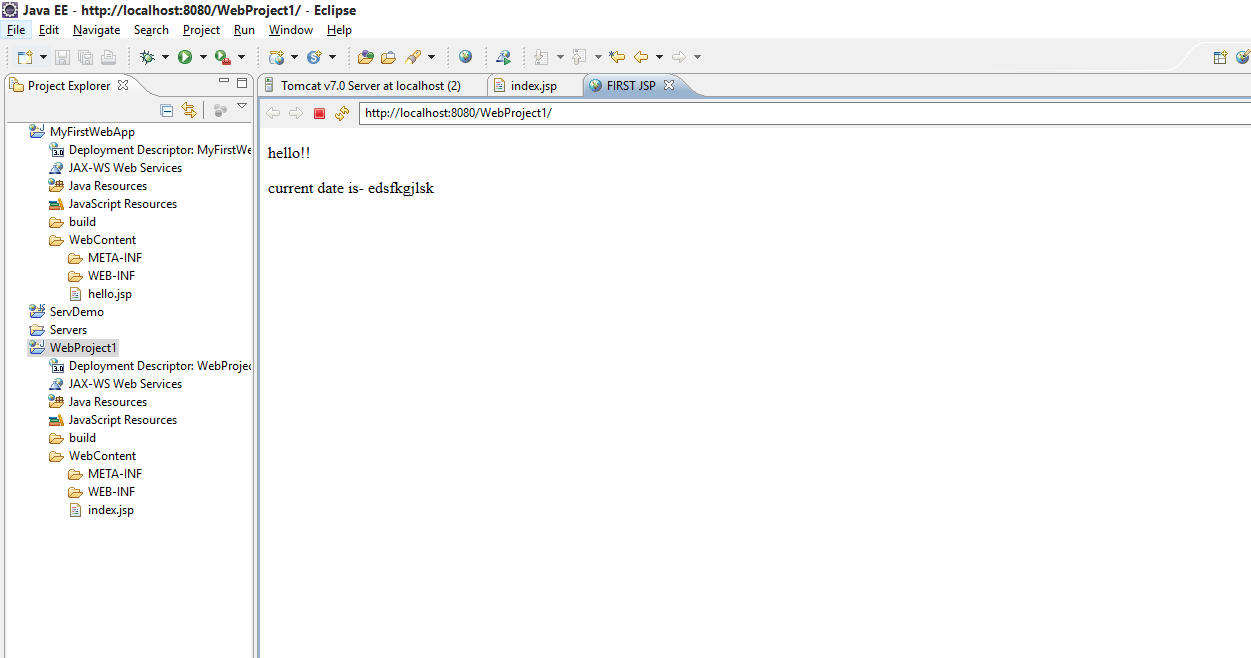 Java EE - http://localhost:8080/WebProject1/ - Eclipse
File Edit Navigate Search Project Run Window Help
Project Explorer
Tomcat v7.0 Server at localhost (2) index.jsp FIRST JSP
http://localhost:8080/WebProject1/
MyFirstWebApp
Deployment Descriptor: MyFirstWe
JAX-WS Web Services
Java Resources
JavaScript Resources
build
WebContent
META-INF
WEB-INF
hello.jsp
ServDemo
Servers
WebProject1
Deployment Descriptor: WebProjec
JAX-WS Web Services
Java Resources
JavaScript Resources
build
WebContent
META-INF
WEB-INF
index.jsp
hello!!
current date is- edsfkgjlsk